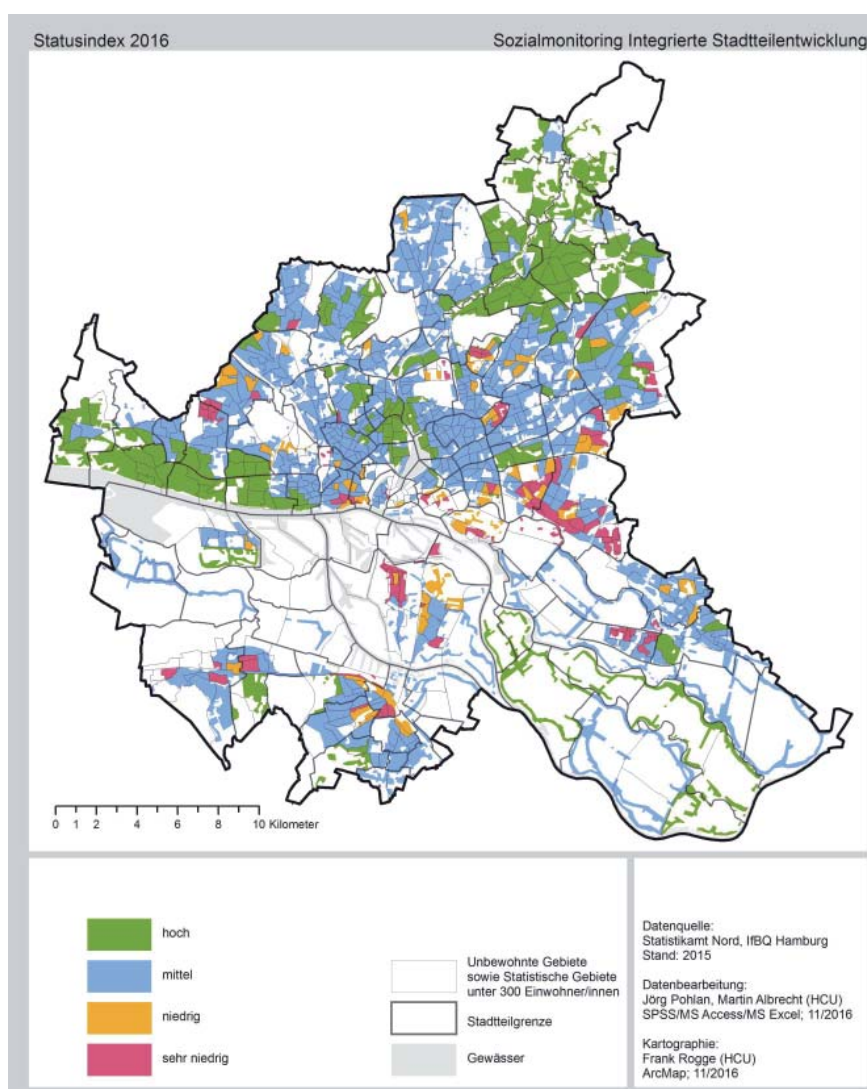 Statusindex 2016
Sozialmonitoring Integrierte Stadtteilentwicklung
0 1 2 4 6 8 10 Kilometer
hoch
mittel
niedrig
sehr niedrig
Unbewohnte Gebiete
sowie Statistische Gebiete
unter 300 Einwohner/innen
Stadtteilgrenze
Gewässer
Datenquelle:
Statistikamt Nord, IfBQ Hamburg
Stand: 2015
Datenbearbeitung:
Jörg Pohlan, Martin Albrecht (HCU)
SPSS/MS Access/MS Excel; 11/2016
Kartographie:
Frank Rogge (HCU)
ArcMap; 11/2016